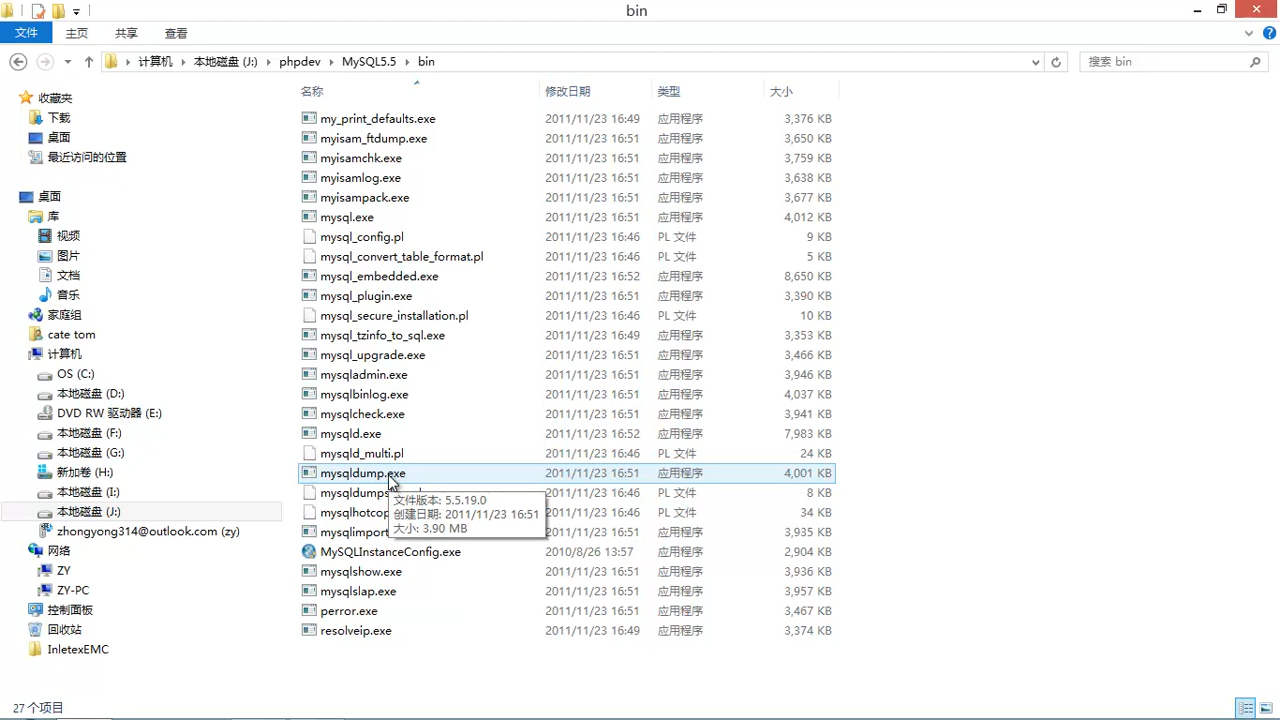 bin
文件 主页 共享 查看
计算机 本地磁盘 (J:) phpdev MySQL5.5 bin
搜索 bin
收藏夹
下载
桌面
最近访问的位置
桌面
库
视频
图片
文档
音乐
家庭组
cate tom
计算机
OS (C:)
本地磁盘 (D:)
DVD RW 驱动器 (E:)
本地磁盘 (F:)
本地磁盘 (G:)
新加卷 (H:)
本地磁盘 (I:)
本地磁盘 (J:)
zhongyong314@outlook.com (zy)
网络
ZY
ZY-PC
控制面板
回收站
InletexEMC
名称 修改日期 类型 大小
my_print_defaults.exe 2011/11/23 16:49 应用程序 3,376 KB
myisam_ftdump.exe 2011/11/23 16:51 应用程序 3,650 KB
myisamchk.exe 2011/11/23 16:51 应用程序 3,759 KB
myisamlog.exe 2011/11/23 16:51 应用程序 3,638 KB
myisampack.exe 2011/11/23 16:51 应用程序 3,677 KB
mysql.exe 2011/11/23 16:51 应用程序 4,012 KB
mysql_config.pl 2011/11/23 16:46 PL 文件 9 KB
mysql_convert_table_format.pl 2011/11/23 16:46 PL 文件 5 KB
mysql_embedded.exe 2011/11/23 16:52 应用程序 8,650 KB
mysql_plugin.exe 2011/11/23 16:51 应用程序 3,390 KB
mysql_secure_installation.pl 2011/11/23 16:46 PL 文件 10 KB
mysql_tzinfo_to_sql.exe 2011/11/23 16:49 应用程序 3,353 KB
mysql_upgrade.exe 2011/11/23 16:51 应用程序 3,466 KB
mysqladmin.exe 2011/11/23 16:51 应用程序 3,946 KB
mysqlbinlog.exe 2011/11/23 16:51 应用程序 4,037 KB
mysqlcheck.exe 2011/11/23 16:51 应用程序 3,941 KB
mysqld.exe 2011/11/23 16:52 应用程序 7,983 KB
mysqld_multi.pl 2011/11/23 16:46 PL 文件 24 KB
mysqldump.exe 2011/11/23 16:51 应用程序 4,001 KB
2011/11/23 16:46 PL 文件 8 KB
mysqlhotcop 2011/11/23 16:46 PL 文件 34 KB
mysqlimport 2011/11/23 16:51 应用程序 3,935 KB
文件版本: 5.5.19.0
创建日期: 2011/11/23 16:51
大小: 3.90 MB
MySQLInstanceConfig.exe 2010/8/26 13:57 应用程序 2,904 KB
mysqlshow.exe 2011/11/23 16:51 应用程序 3,936 KB
mysqlslap.exe 2011/11/23 16:51 应用程序 3,957 KB
perror.exe 2011/11/23 16:51 应用程序 3,467 KB
resolveip.exe 2011/11/23 16:49 应用程序 3,374 KB
27 个项目